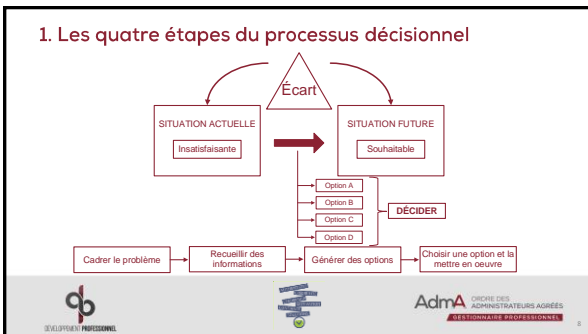 1. Les quatre étapes du processus décisionnel
Écart
SITUATION ACTUELLE
Insatisfaisante
SITUATION FUTURE
Souhaitable
Option A
Option B
Option C
Option D
DÉCIDER
Cadrer le problème
Recueillir des
informations
Générer des options
Choisir une option et la
mettre en oeuvre
DÉVELOPPEMENT PROFESSIONNEL
AdmA
ORDRE DES
ADMINISTRATEURS AGRÉÉS
GESTIONNAIRE PROFESSIONNEL
8